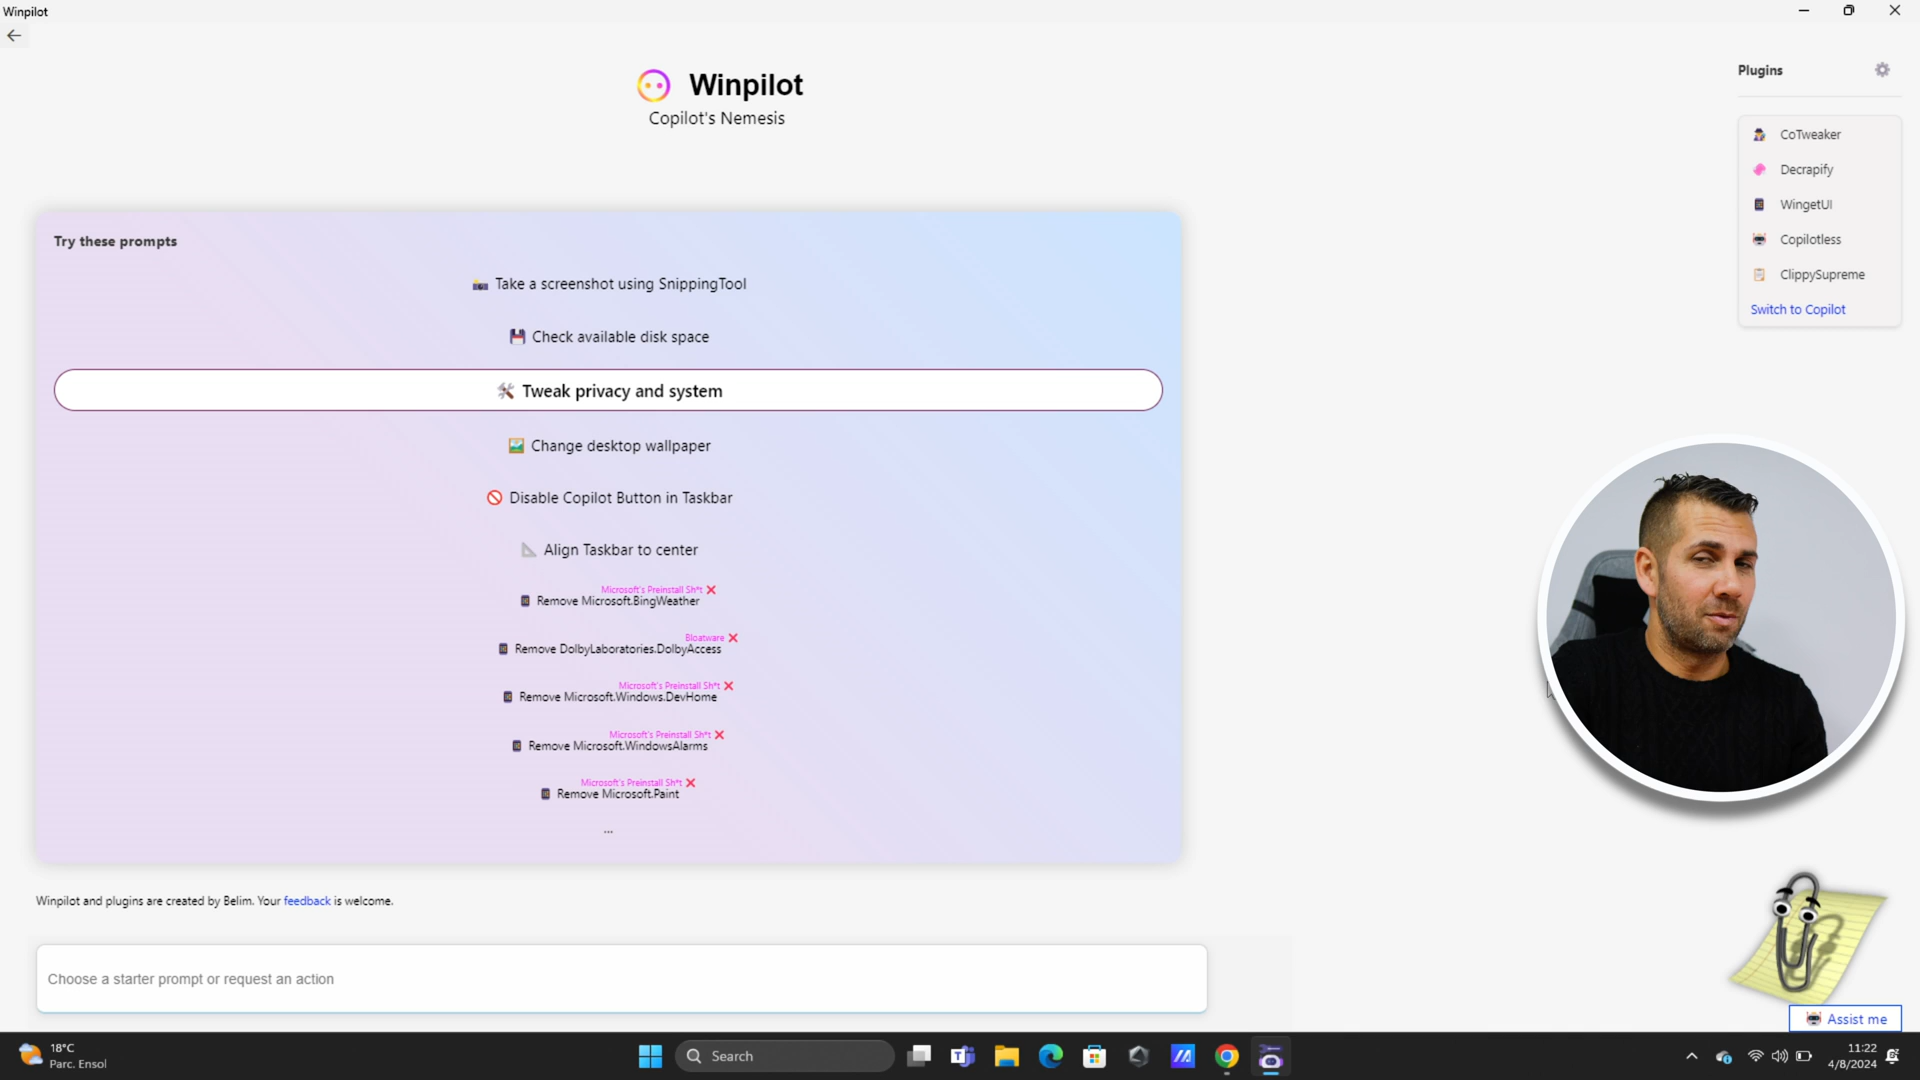 Winpilot
Winpilot
Copilot's Nemesis
Plugins
CoTweaker
Decrapify
WingetUI
Copilotless
ClippySupreme
Switch to Copilot
Try these prompts
Take a screenshot using SnippingTool
Check available disk space
Tweak privacy and system
Change desktop wallpaper
Disable Copilot Button in Taskbar
Align Taskbar to center
Microsoft's Preinstall Sh*t
Remove Microsoft.BingWeather
Bloatware
Remove DolbyLaboratories.DolbyAccess
Microsoft's Preinstall Sh*t
Remove Microsoft.Windows.DevHome
Microsoft's Preinstall Sh*t
Remove Microsoft.WindowsAlarms
Microsoft's Preinstall Sh*t
Remove Microsoft.Paint
...
Winpilot and plugins are created by Belim. Your feedback is welcome.
Choose a starter prompt or request an action
Assist me
18°C
Parc. Ensol
Search
11:22
4/8/2024